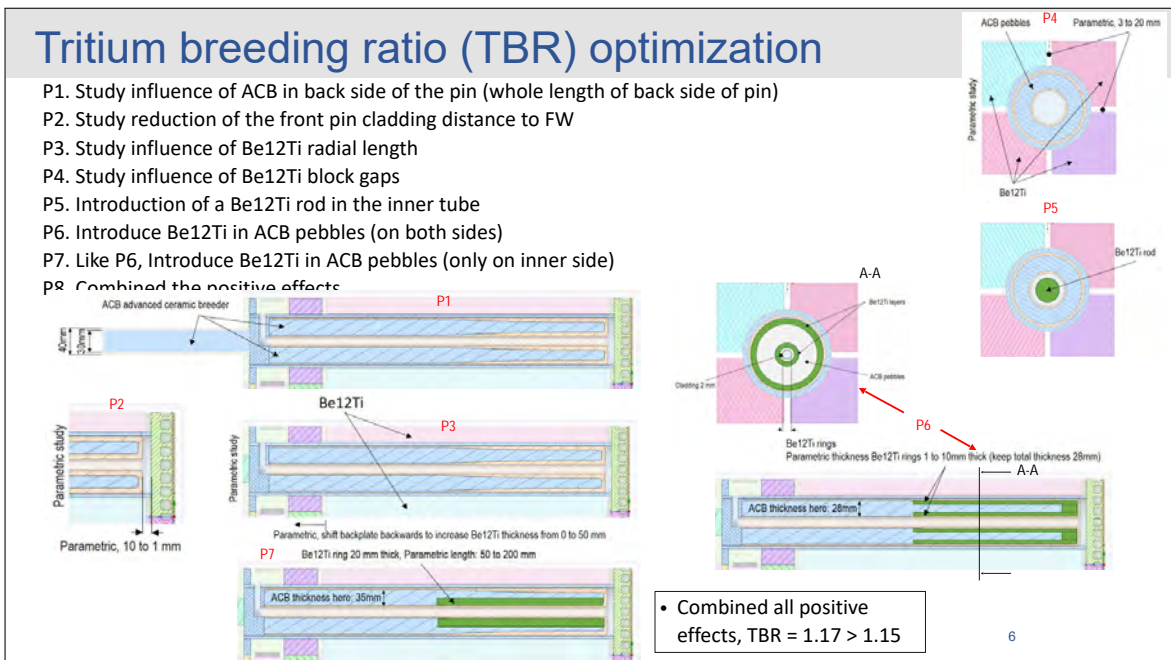 Tritium breeding ratio (TBR) optimization
P1. Study influence of ACB in back side of the pin (whole length of back side of pin)
P2. Study reduction of the front pin cladding distance to FW
P3. Study influence of Be12Ti radial length
P4. Study influence of Be12Ti block gaps
P5. Introduction of a Be12Ti rod in the inner tube
P6. Introduce Be12Ti in ACB pebbles (on both sides)
P7. Like P6, Introduce Be12Ti in ACB pebbles (only on inner side)
P8. Combined the positive effects
ACB pebbles
P4
Parametric, 3 to 20 mm
Parametric study
Be12Ti
P5
Be12Ti rod
ACB advanced ceramic breeder
P1
40mm
30mm
A-A
Be12Ti layers
Cladding 2 mm
ACB pebbles
Be12Ti rings
P6
Parametric thickness Be12Ti rings 1 to 10mm thick (keep total thickness 28mm)
A-A
ACB thickness here: 28mm
P2
Parametric study
Parametric, 10 to 1 mm
Be12Ti
P3
Parametric study
Parametric, shift backplate backwards to increase Be12Ti thickness from 0 to 50 mm
P7
Be12Ti ring 20 mm thick, Parametric length: 50 to 200 mm
ACB thickness here: 35mm
• Combined all positive
effects, TBR = 1.17 > 1.15
6